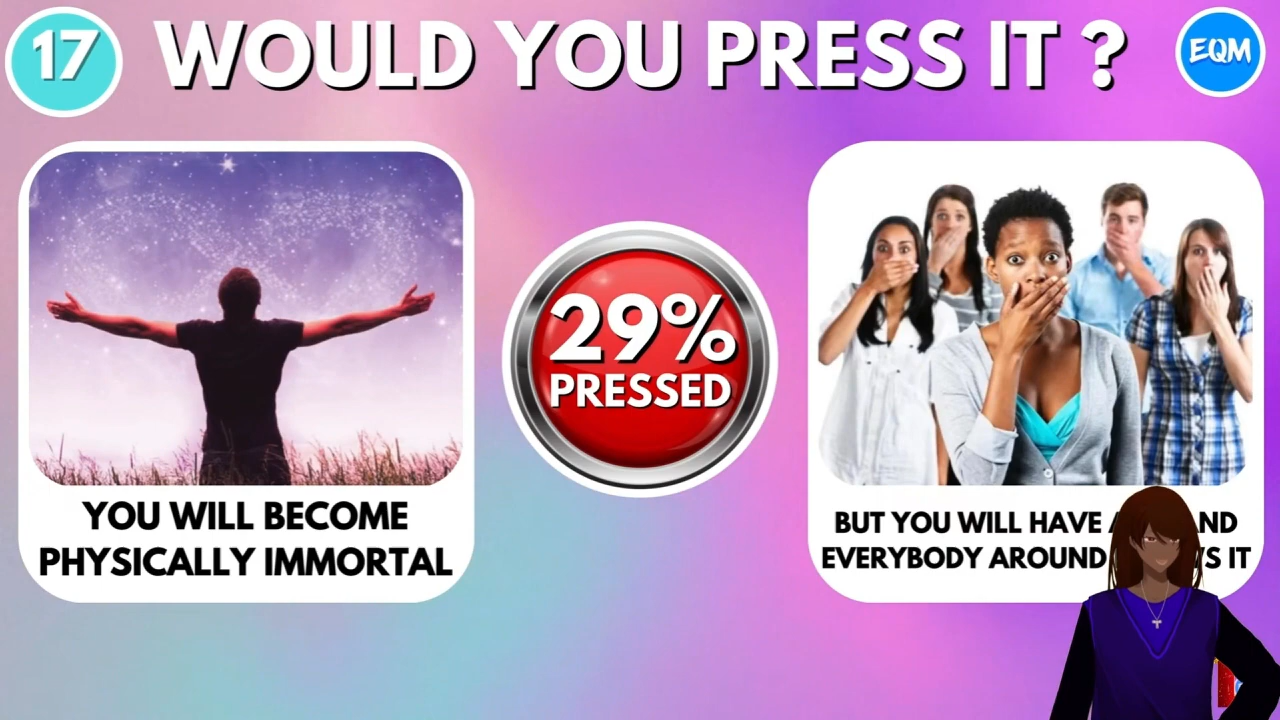 17
WOULD YOU PRESS IT ?
EQM
29%
PRESSED
YOU WILL BECOME
PHYSICALLY IMMORTAL
BUT YOU WILL HAVE
EVERYBODY AROUND IT